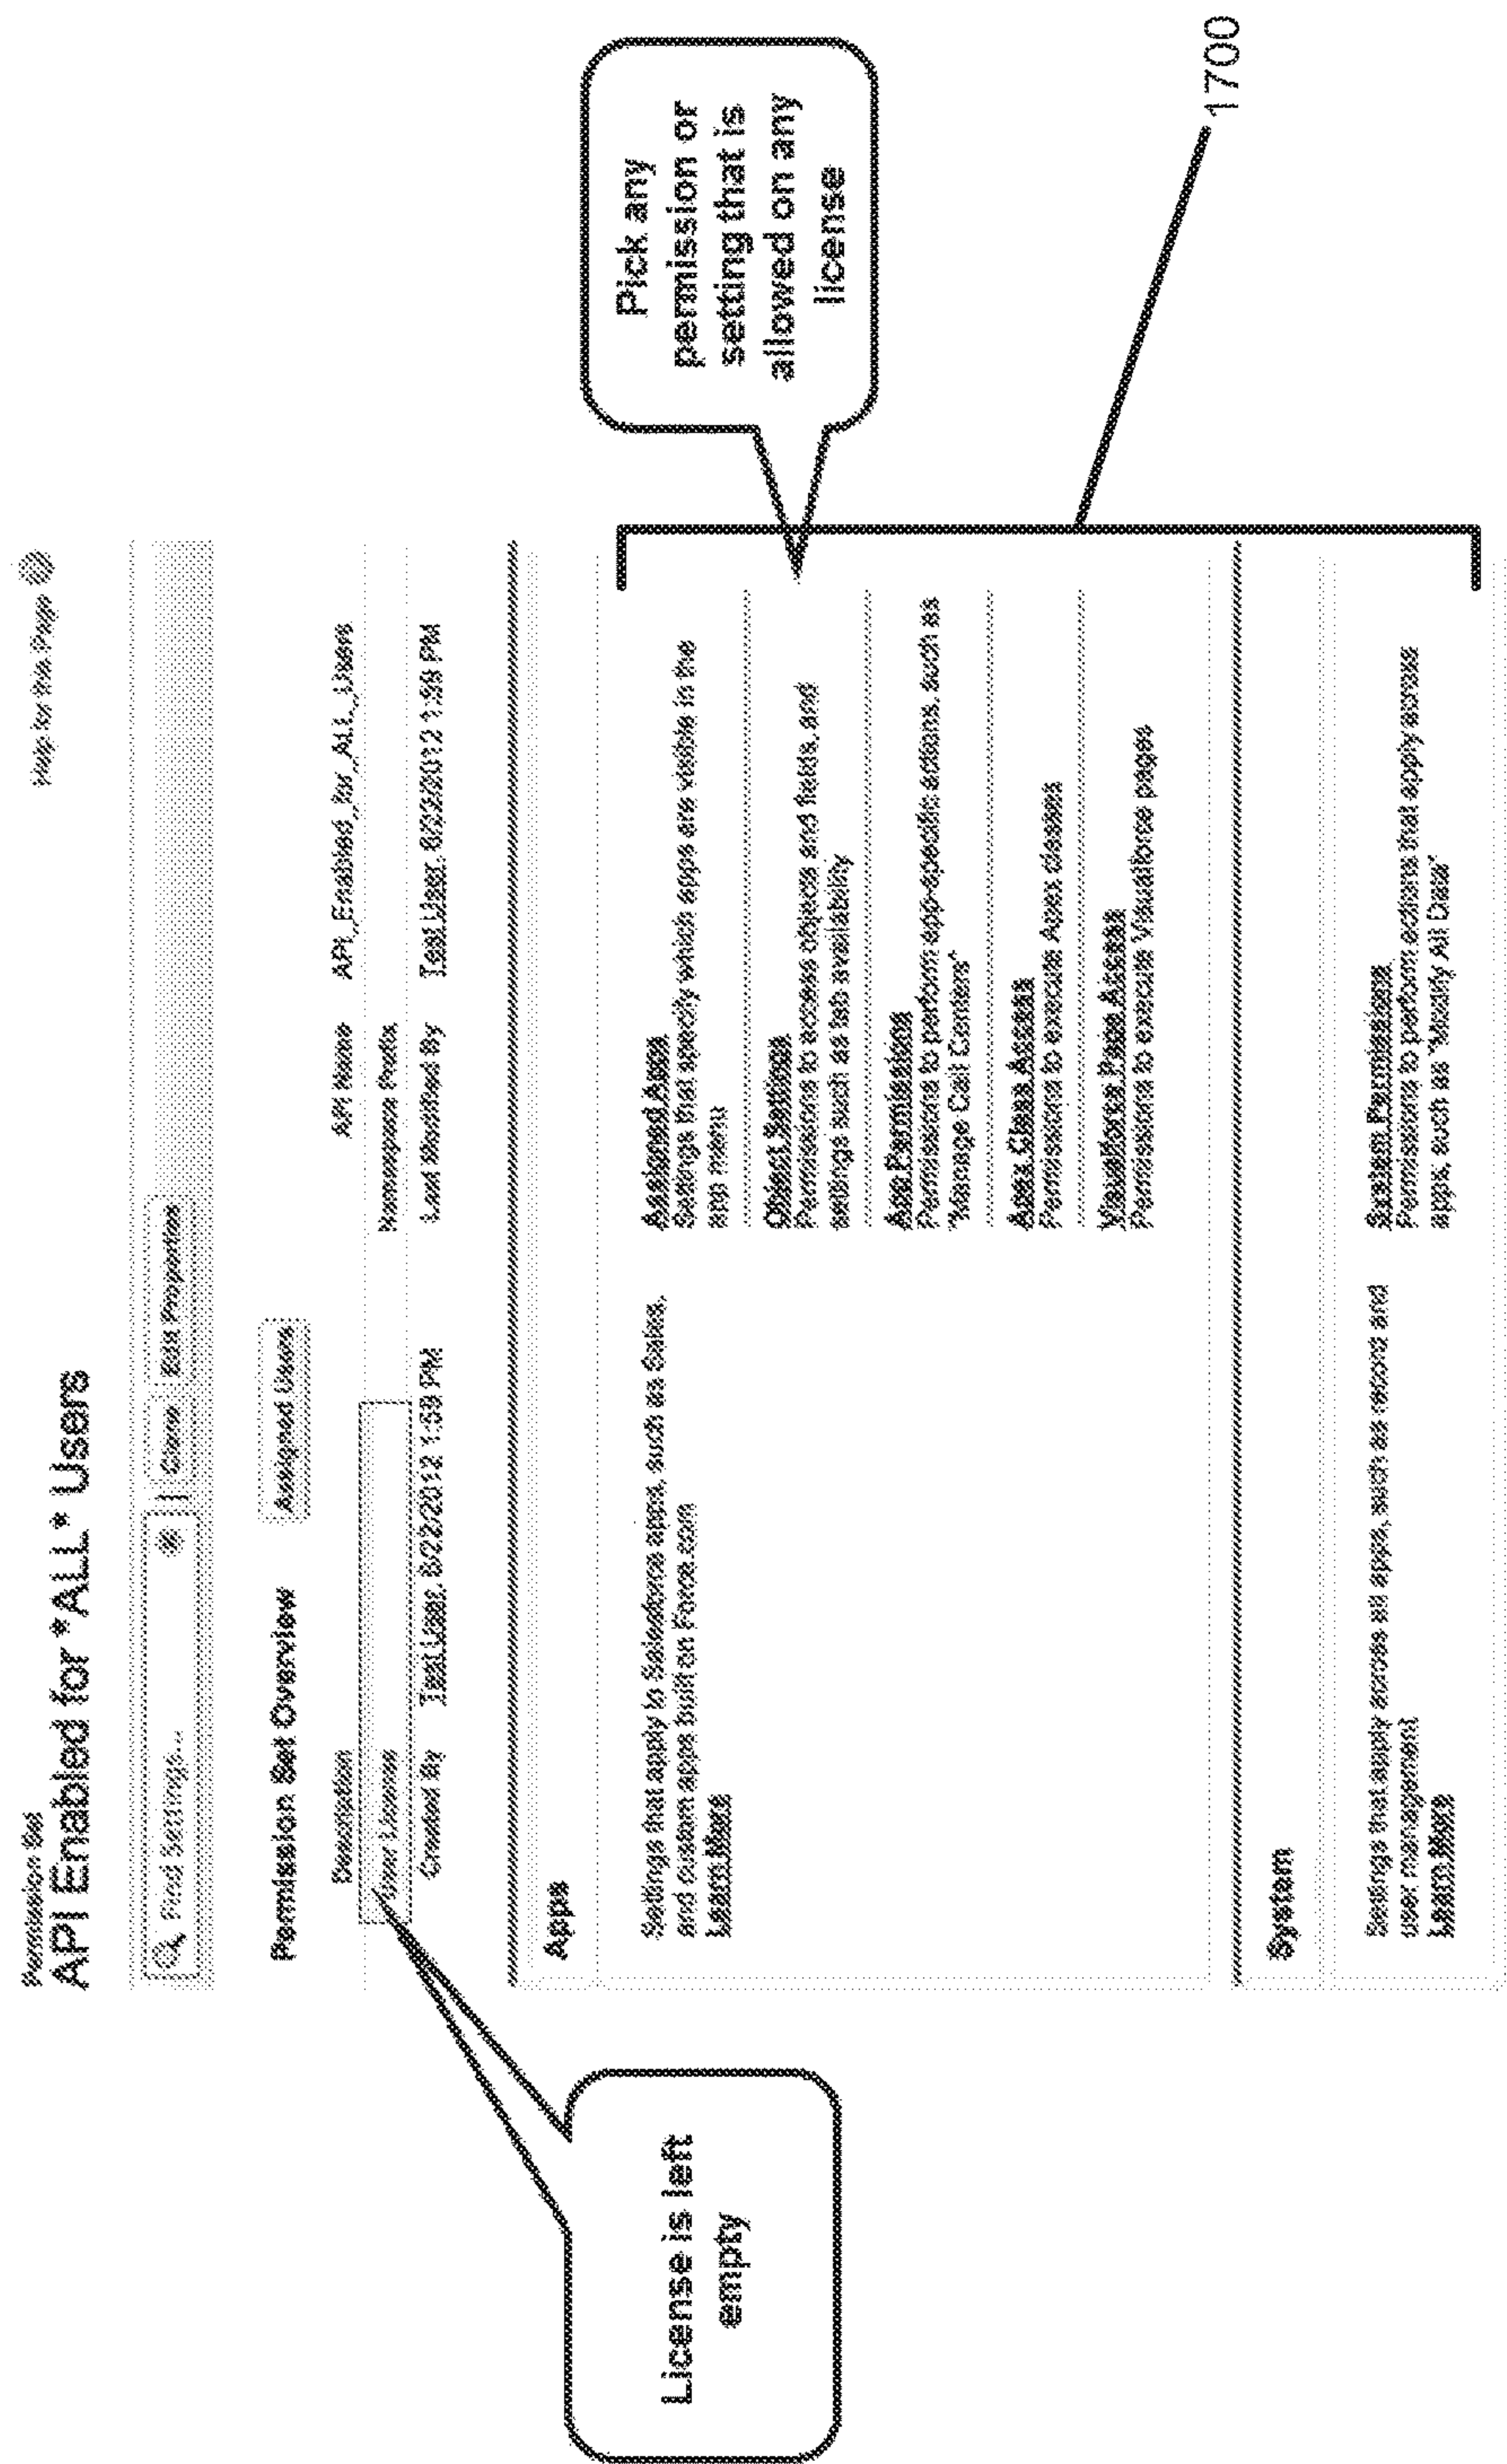 Permission Set
API Enabled for *ALL* Users
Help for this Page
Find Settings...
Clone
Edit Properties
Permission Set Overview
Assigned Users
Description
API Name
API_Enabled_for_ALL_Users
User License
Namespace Prefix
Created By
Test User, 8/22/2012 1:59 PM
Last Modified By
Test User, 8/22/2012 1:59 PM
License is left
empty
Apps
Settings that apply to Salesforce apps, such as Sales,
and custom apps built on Force.com
Learn More
Assigned Apps
Settings that specify which apps are visible in the
app menu
Object Settings
Permissions to access objects and fields, and
settings such as tab availability
App Permissions
Permissions to perform app-specific actions, such as
"Manage Call Centers"
Apex Class Access
Permissions to execute Apex classes
Visualforce Page Access
Permissions to execute Visualforce pages
Pick any
permission or
setting that is
allowed on any
license
1700
System
Settings that apply across all apps, such as record and
user management
Learn More
System Permissions
Permissions to perform actions that apply across
apps, such as "Modify All Data"